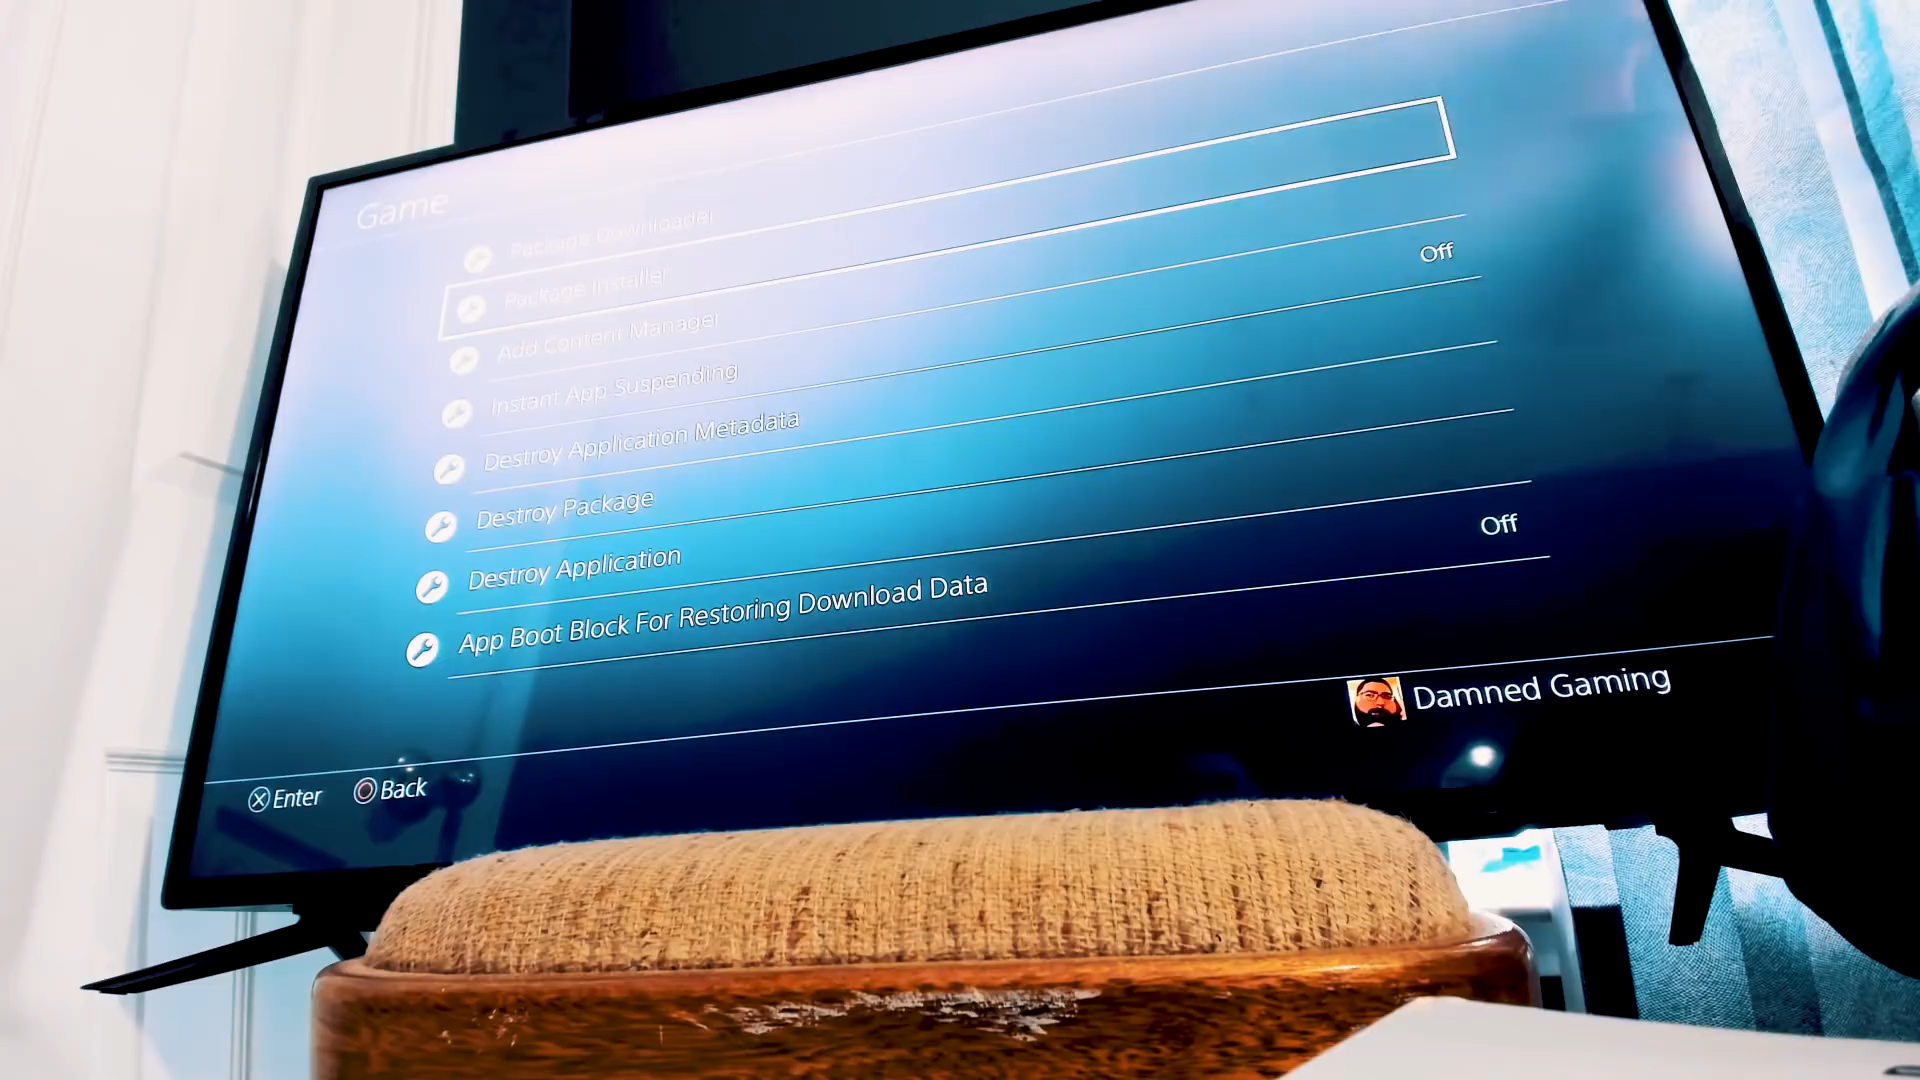 Game
Package Downloader
Package Installer
Add Content Manager
Instant App Suspending Off
Destroy Application Metadata
Destroy Package
Destroy Application
App Boot Block For Restoring Download Data Off
Damned Gaming
Enter Back